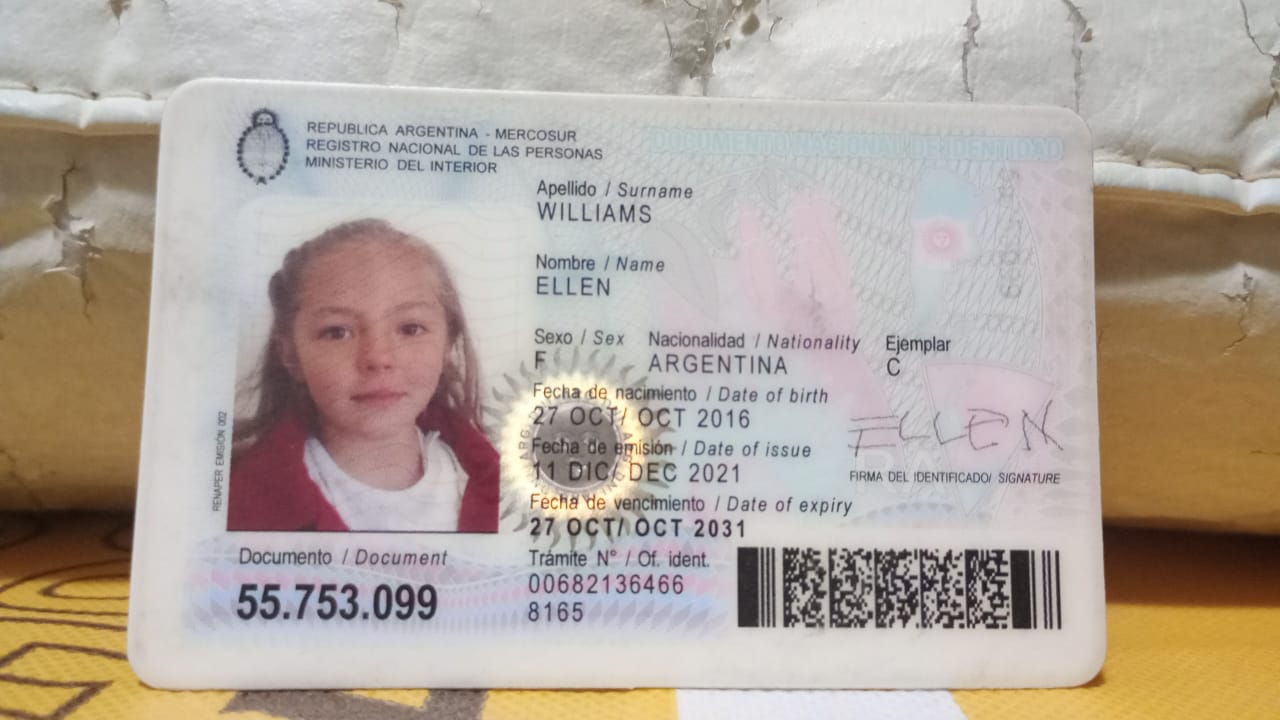 REPUBLICA ARGENTINA - MERCOSUR
REGISTRO NACIONAL DE LAS PERSONAS
MINISTERIO DEL INTERIOR
DOCUMENTO NACIONAL DE IDENTIDAD
Apellido / Surname
WILLIAMS
Nombre / Name
ELLEN
Sexo / Sex Nacionalidad / Nationality Ejemplar
F ARGENTINA C
Fecha de nacimiento / Date of birth
27 OCT/ OCT 2016
Fecha de emisión / Date of issue
11 DIC/ DEC 2021
ELLEN
FIRMA DEL IDENTIFICADO/ SIGNATURE
Fecha de vencimiento / Date of expiry
27 OCT/ OCT 2031
RENAPER EMISIÓN 002
Documento / Document
55.753.099
Trámite N° / Of. ident.
00682136466
8165